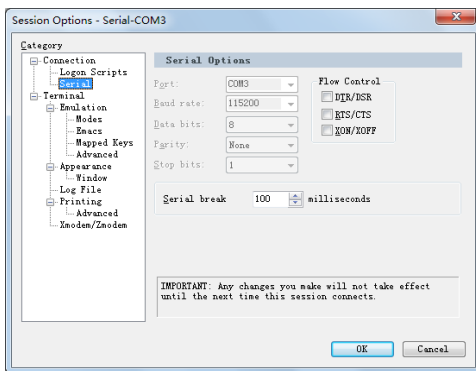 Session Options - Serial-COM3
Category
Connection
Logon Scripts
Serial
Terminal
Emulation
Modes
Emacs
Mapped Keys
Advanced
Appearance
Window
Log File
Printing
Advanced
Xmodem/Zmodem
Serial Options
Port: COM3
Baud rate: 115200
Data bits: 8
Parity: None
Stop bits: 1
Flow Control
DTR/DSR
RTS/CTS
XON/XOFF
Serial break 100 milliseconds
IMPORTANT: Any changes you make will not take effect
until the next time this session connects.
OK Cancel